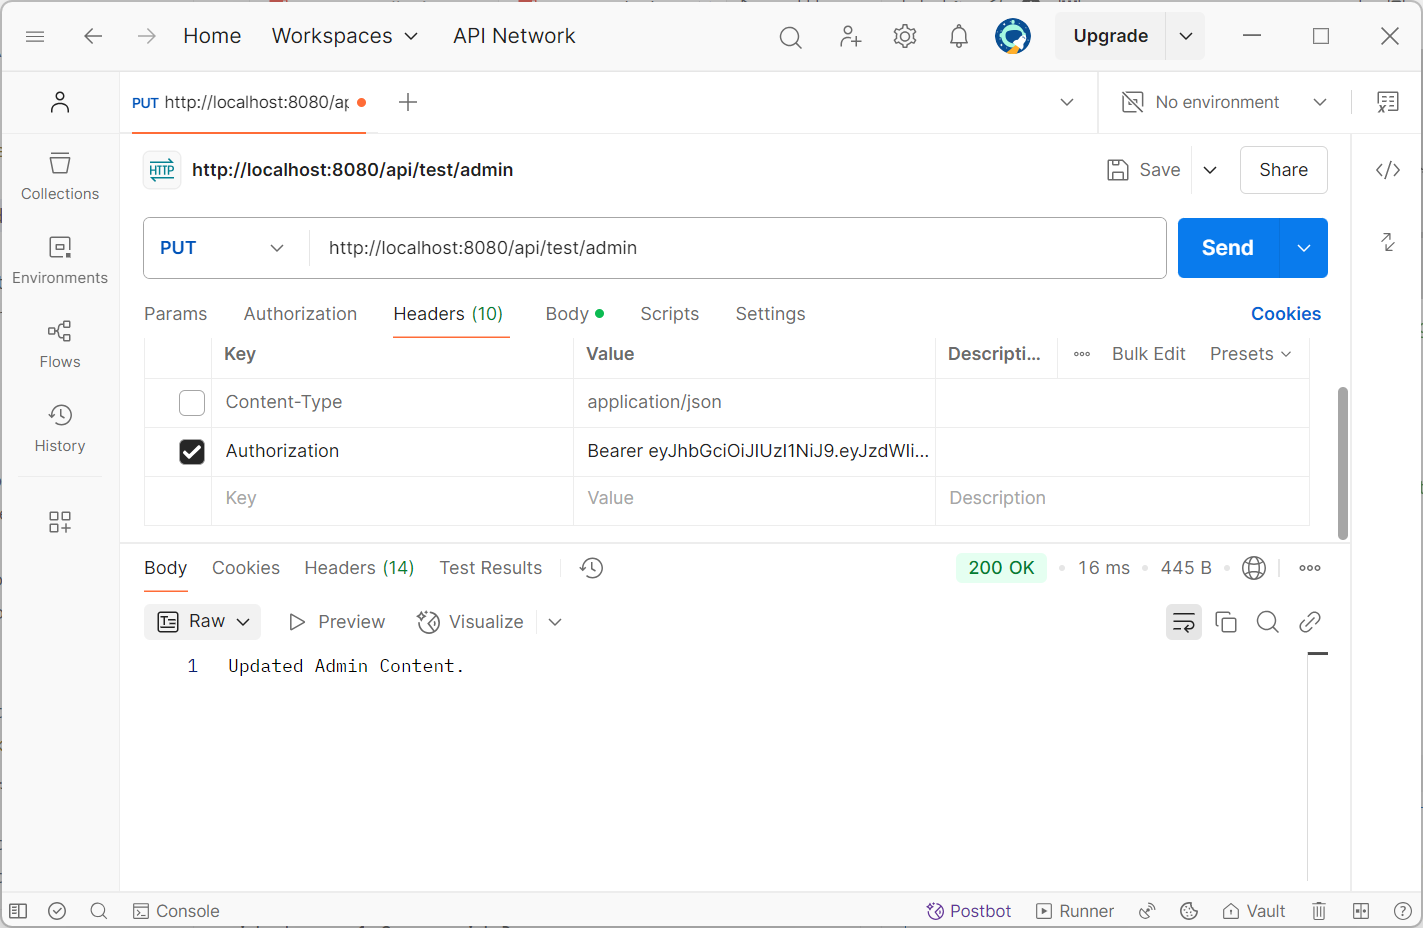 Home
Workspaces
API Network
Upgrade
PUT http://localhost:8080/ap
No environment
HTTP
http://localhost:8080/api/test/admin
Save
Share
Collections
Environments
Flows
History
PUT
http://localhost:8080/api/test/admin
Send
Params
Authorization
Headers (10)
Body
Scripts
Settings
Cookies
Key
Value
Descripti...
Bulk Edit
Presets
Content-Type
application/json
Authorization
Bearer eyJhbGciOiJIUzI1NiJ9.eyJzdWIi...
Key
Value
Description
Body
Cookies
Headers (14)
Test Results
200 OK
16 ms
445 B
Raw
Preview
Visualize
1
Updated Admin Content.
Console
Postbot
Runner
Vault